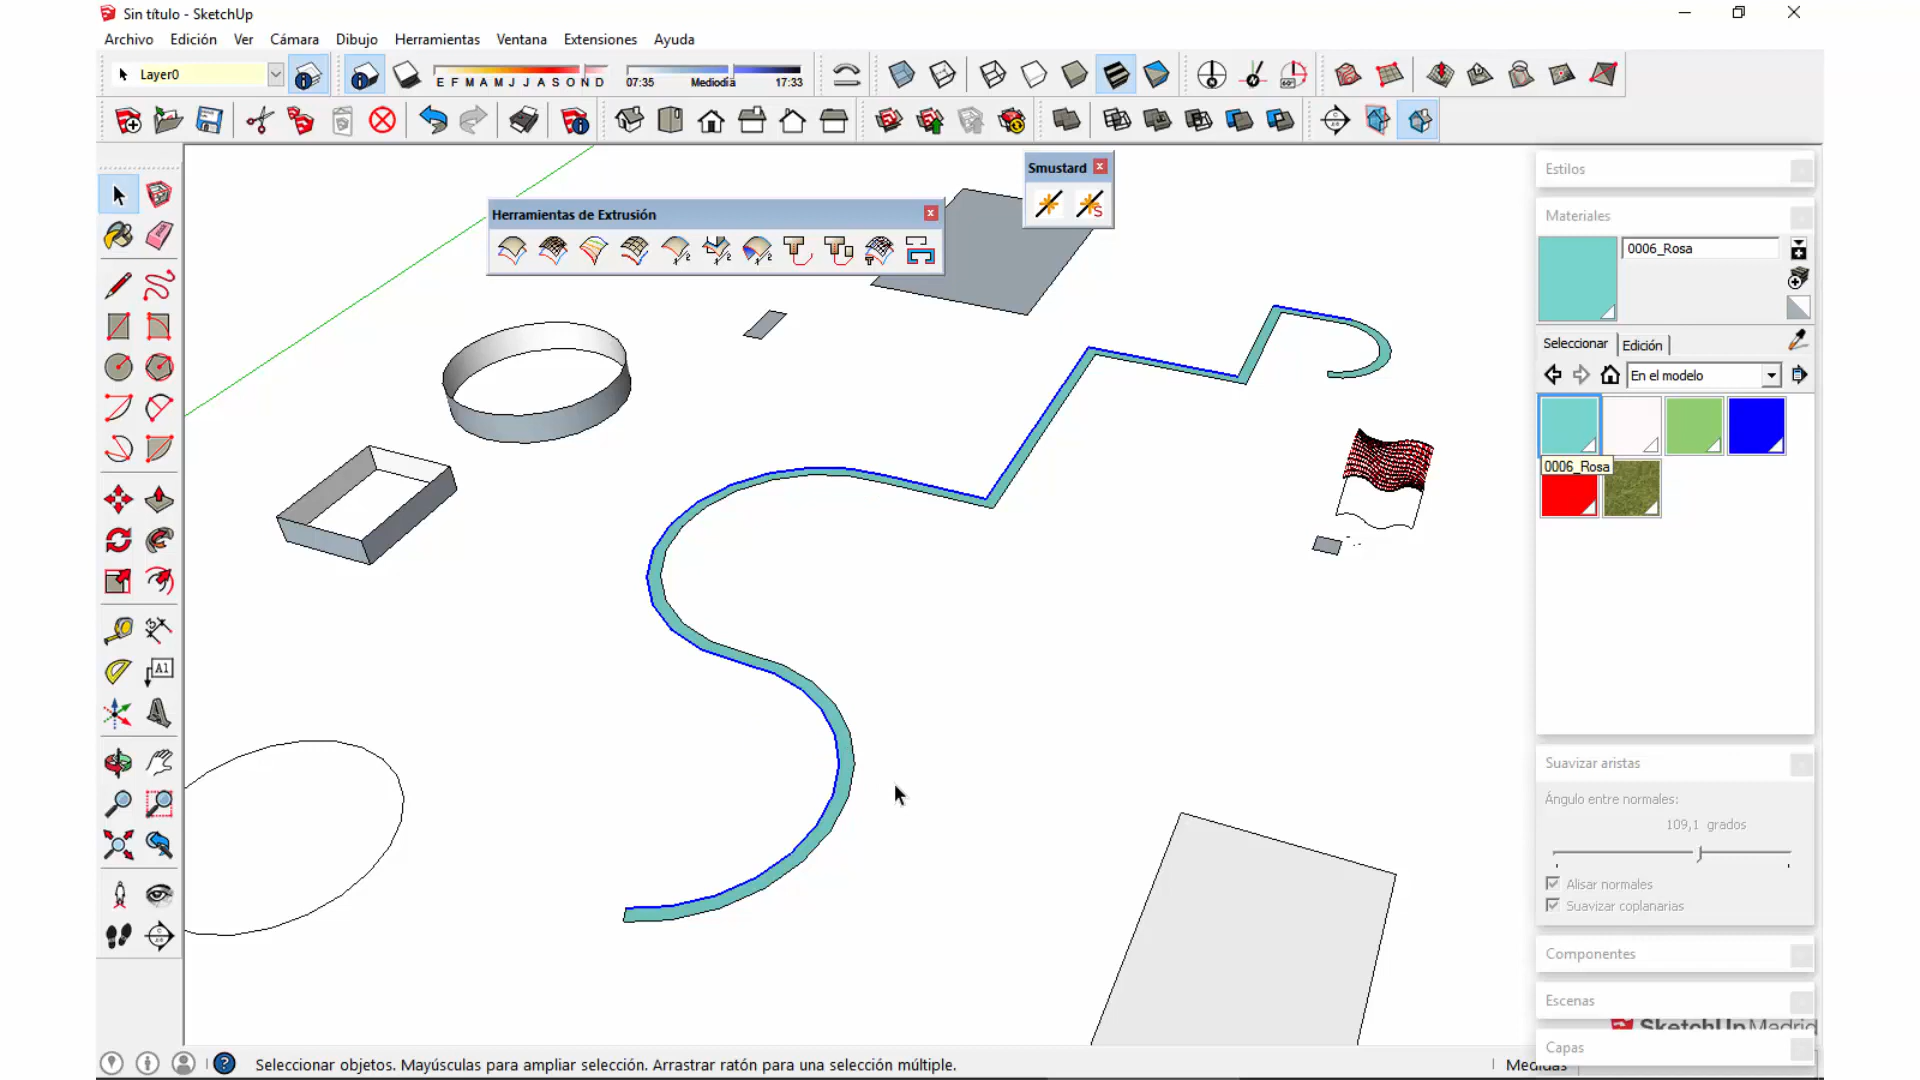 Sin título - SketchUp
Archivo Edición Ver Cámara Dibujo Herramientas Ventana Extensiones Ayuda
Layer0
E F M A M J J A S O N D
07:35 Mediodía 17:33
Smustard
Herramientas de Extrusión
A1
Estilos
Materiales
0006_Rosa
Seleccionar Edición
En el modelo
0006_Rosa
Suavizar aristas
Ángulo entre normales:
109,1 grados
Alisar normales
Suavizar coplanarias
Componentes
Escenas
SketchUpMadrid
Capas
Seleccionar objetos. Mayúsculas para ampliar selección. Arrastrar ratón para una selección múltiple.
Medidas